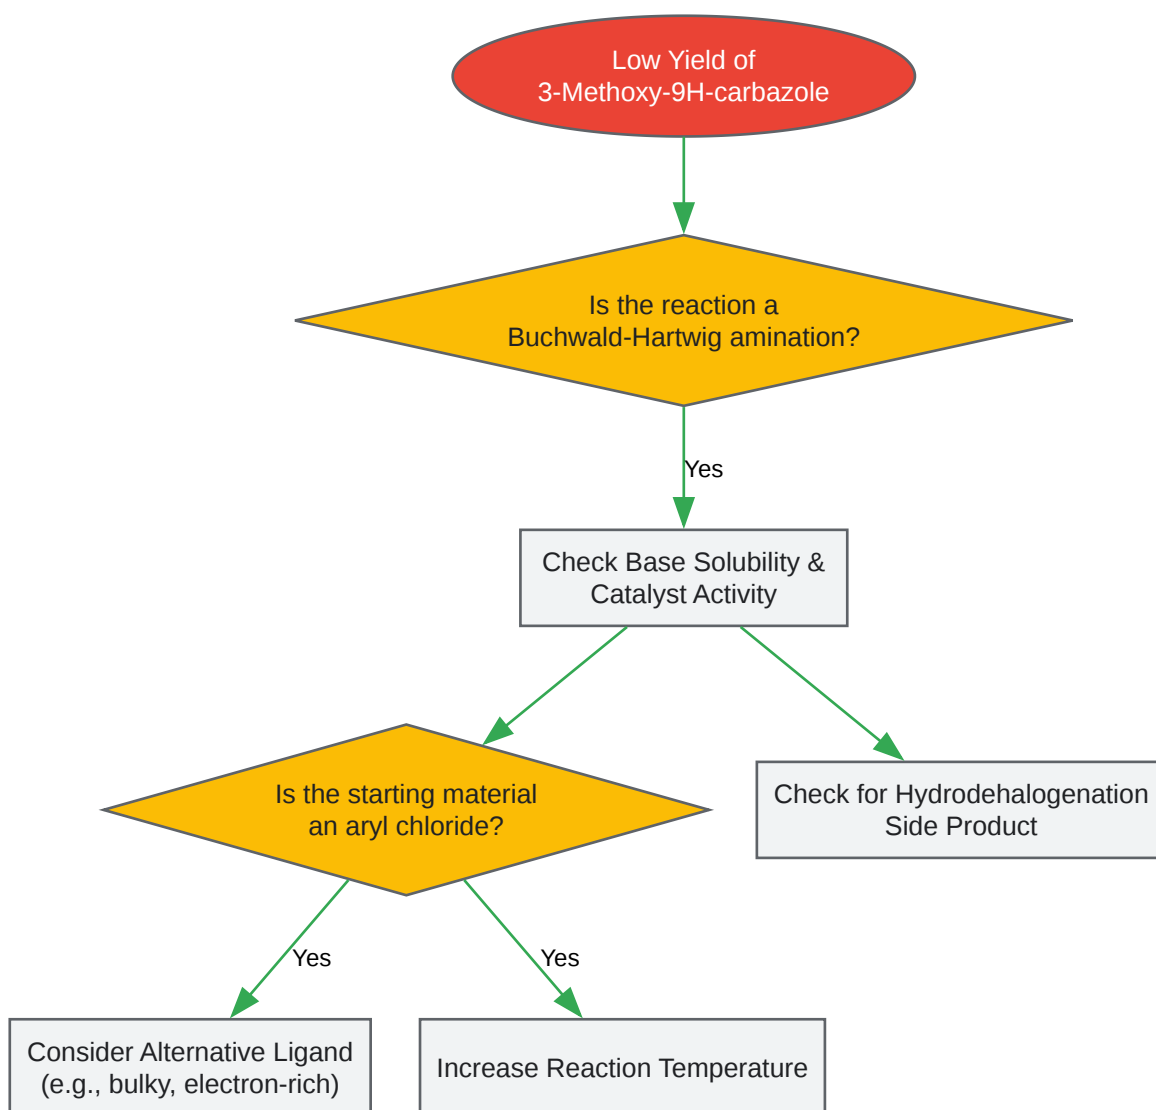 Low Yield of
3-Methoxy-9H-carbazole
Is the reaction a
Buchwald-Hartwig amination?
Yes
Check Base Solubility &
Catalyst Activity
Is the starting material
an aryl chloride?
Check for Hydrodehalogenation
Side Product
Yes
Yes
Consider Alternative Ligand
(e.g., bulky, electron-rich)
Increase Reaction Temperature